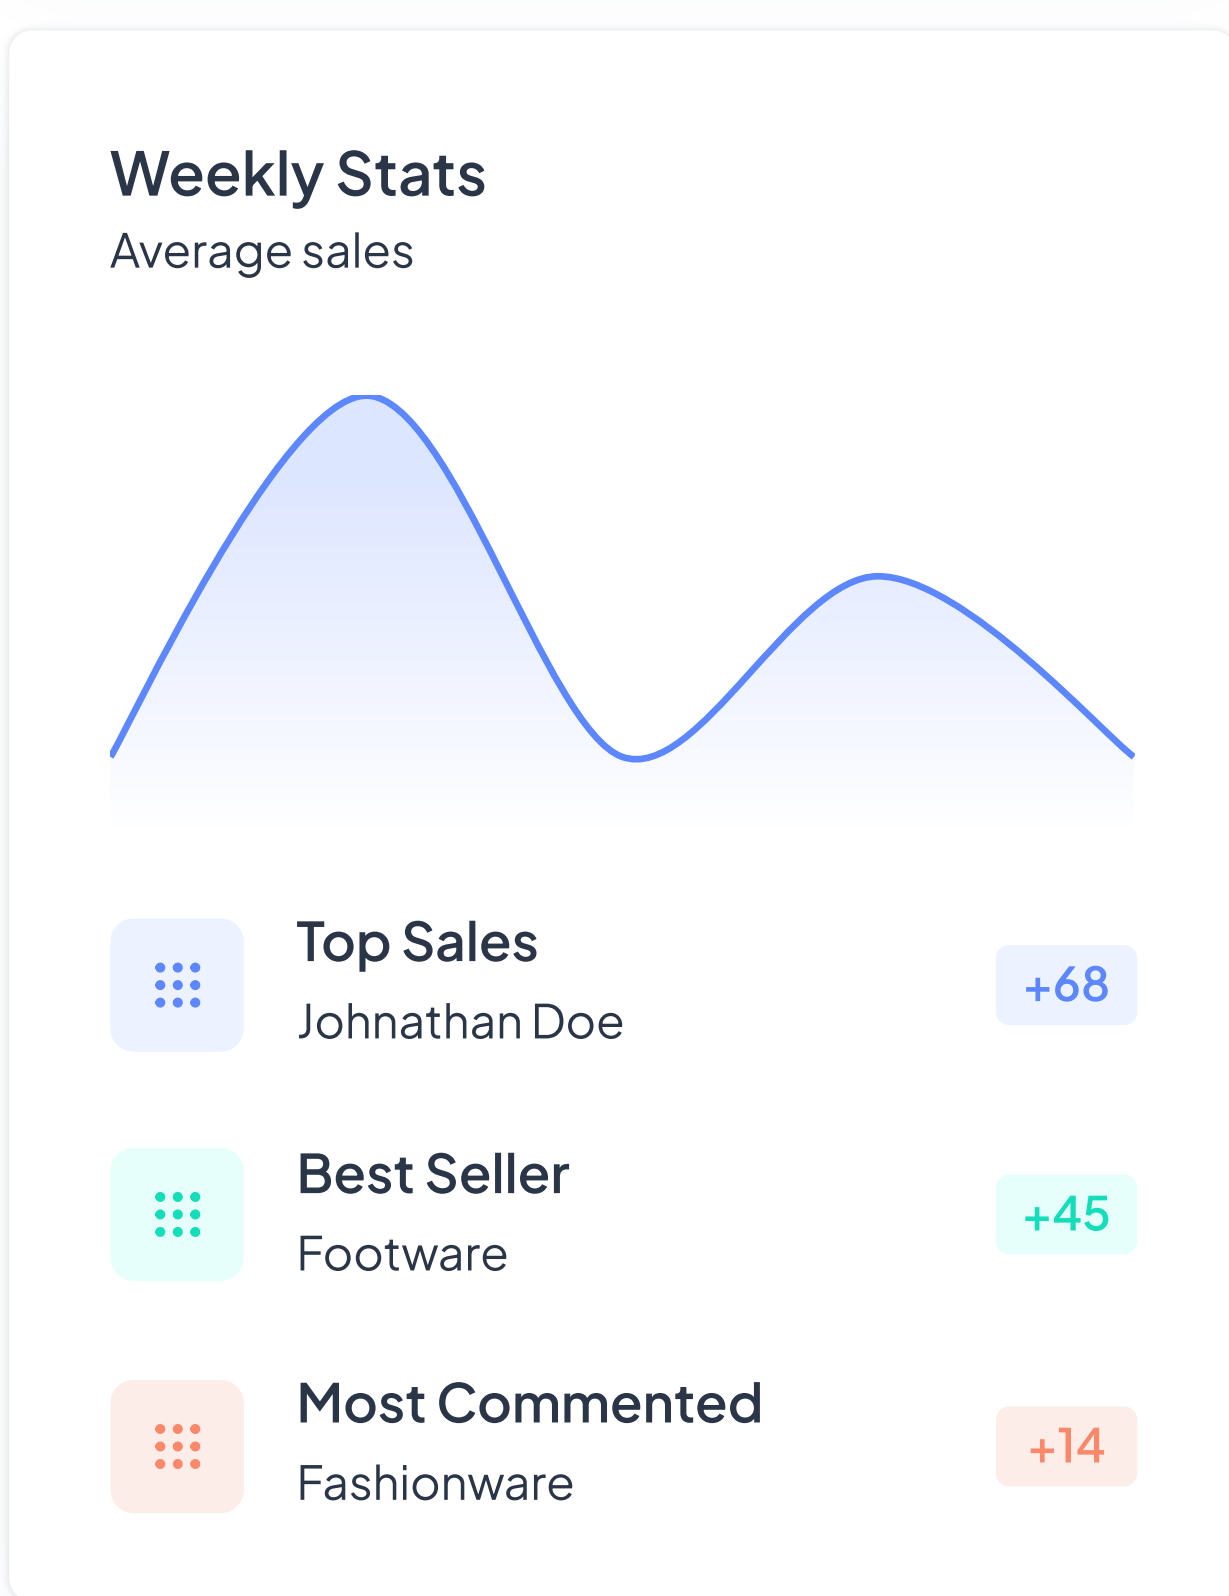 Weekly Stats
Average sales
Top Sales
Johnathan Doe
+68
Best Seller
Footware
+45
Most Commented
Fashionware
+14